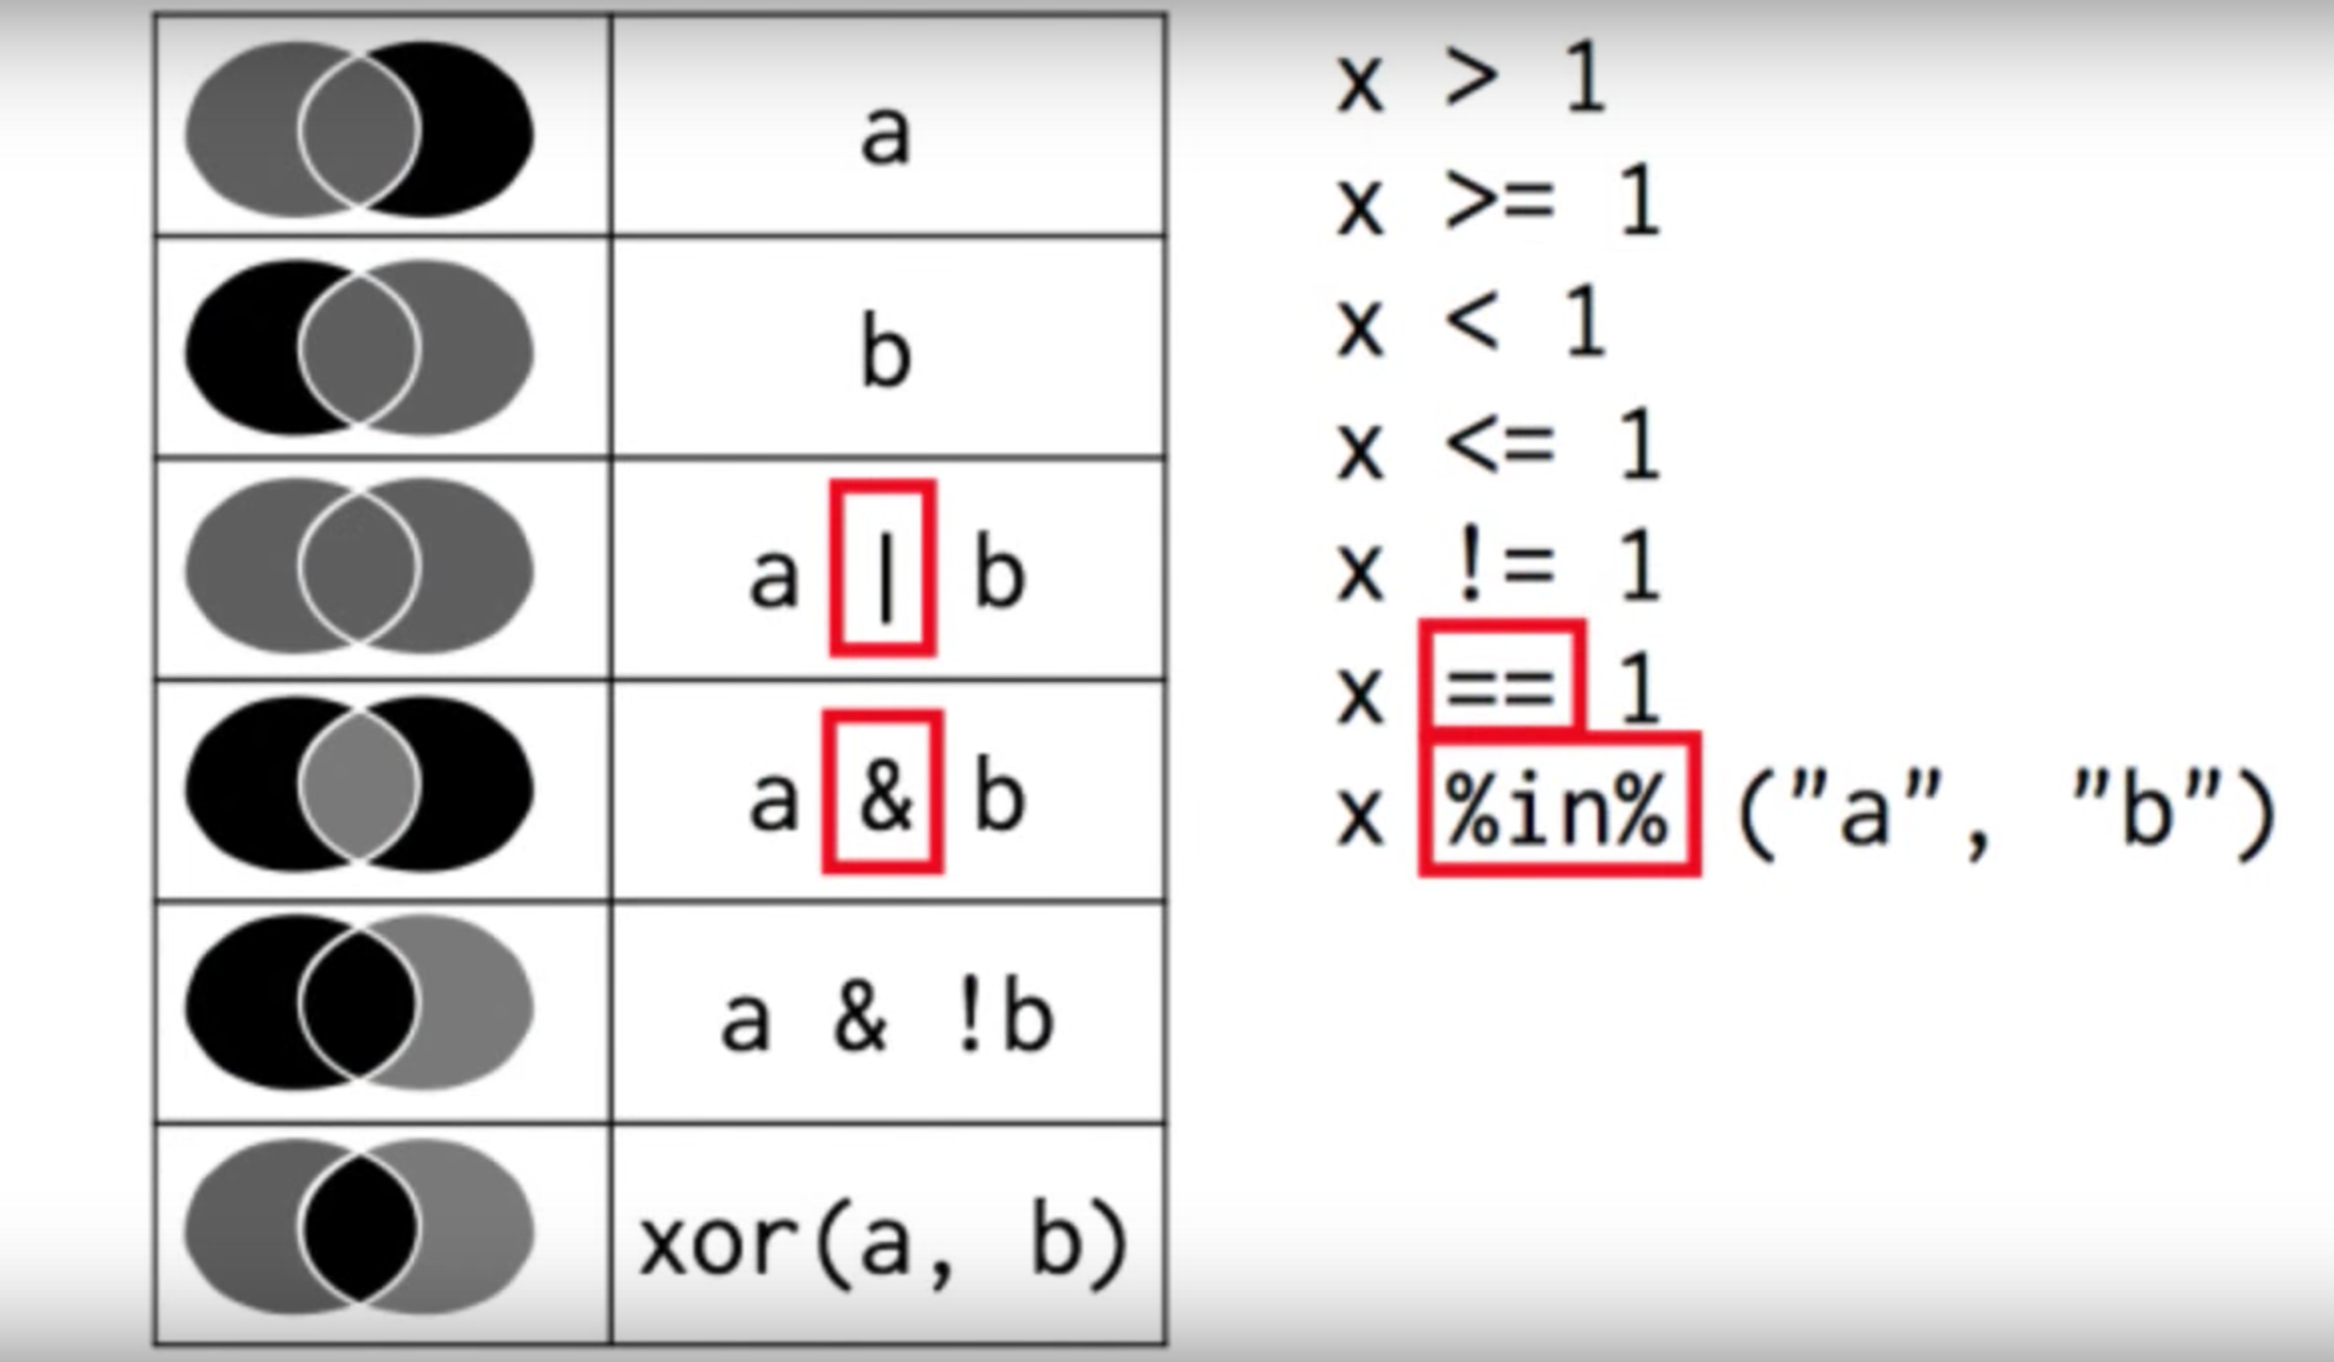 a
b
a | b
a & b
a & !b
xor(a, b)
x > 1
x >= 1
x < 1
x <= 1
x != 1
x == 1
x %in% ("a", "b")